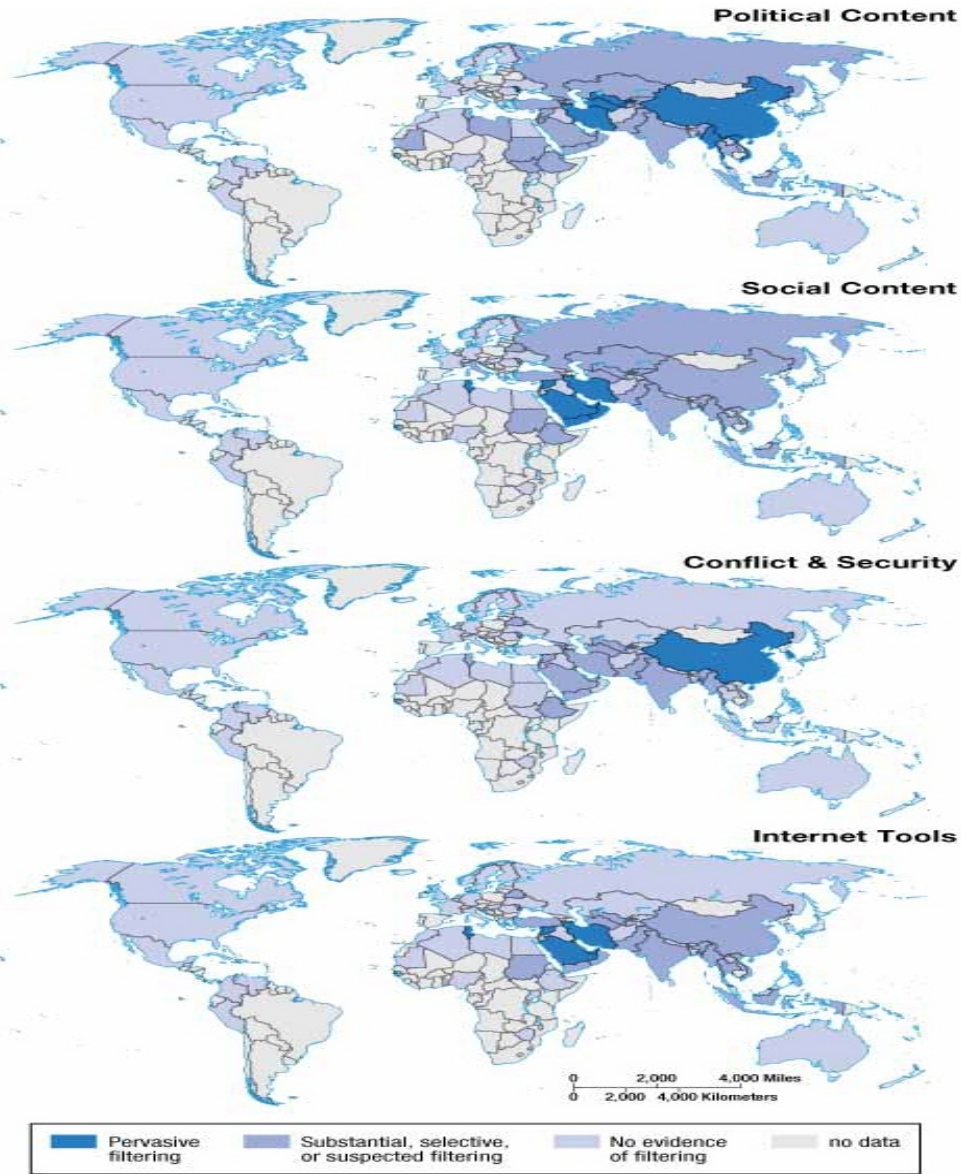 Political Content
Social Content
Conflict & Security
Internet Tools
0 2,000 4,000 Miles
0 2,000 4,000 Kilometers
Pervasive
filtering
Substantial, selective,
or suspected filtering
No evidence
of filtering
no data